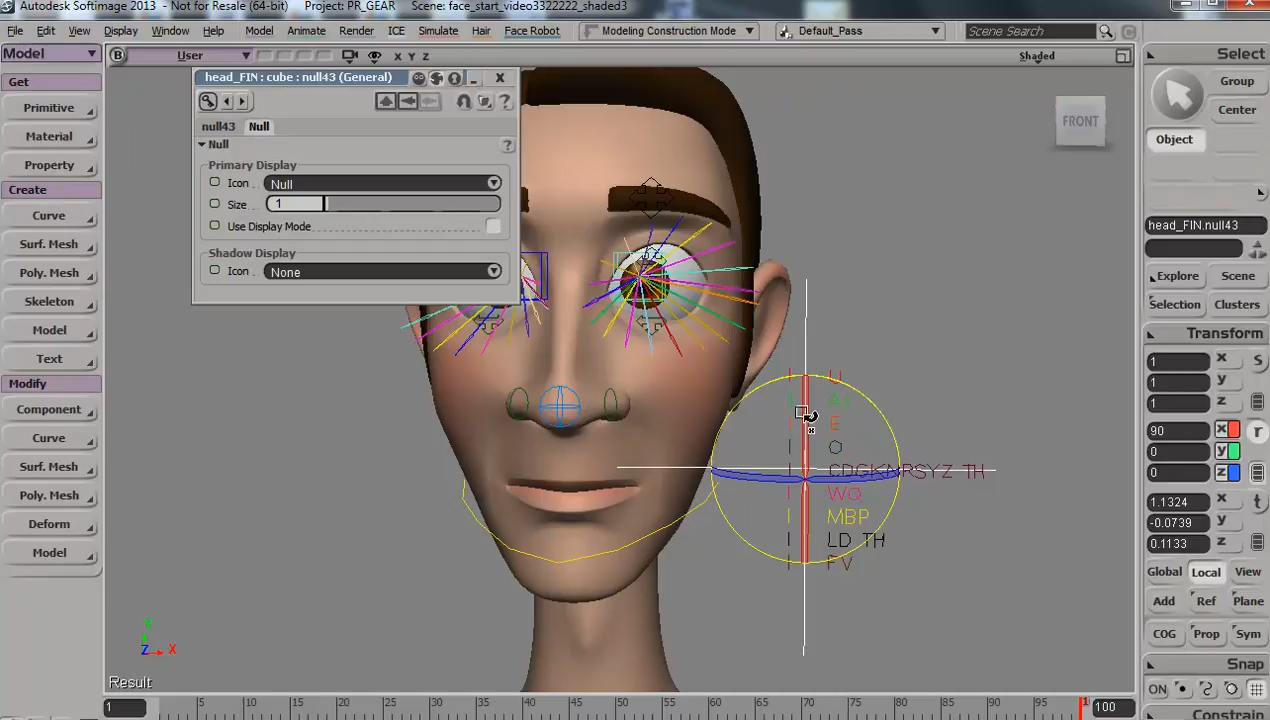 Autodesk Softimage 2013 - Not for Resale (64-bit) Project: PR_GEAR Scene: face_start_video3322222_shaded3
File Edit View Display Window Help Model Animate Render ICE Simulate Hair Face Robot Modeling Construction Mode Default_Pass Scene Search
Model
B User X Y Z Shaded
Select
Get
Primitive
Material
Property
Create
Curve
Surf. Mesh
Poly. Mesh
Skeleton
Model
Text
Modify
Component
Curve
Surf. Mesh
Poly. Mesh
Deform
Model
head_FIN : cube : null43 (General)
null43 Null
Null
Primary Display
Icon Null
Size 1
Use Display Mode
Shadow Display
Icon None
FRONT
U
AI
E
O
CDGKNRSYZ TH
WQ
MBP
LD TH
FV
Y
Z X
Result
Group
Center
Object
head_FIN.null43
Explore Scene
Selection Clusters
Transform
1 x s
1 y
1 z
90 x r
0 y
0 z
1.1324 x t
-0.0739 y
0.1133 z
Global Local View
Add Ref Plane
COG Prop Sym
Snap
ON
Constrain
1 5 10 15 20 25 30 35 40 45 50 55 60 65 70 75 80 85 90 95 100